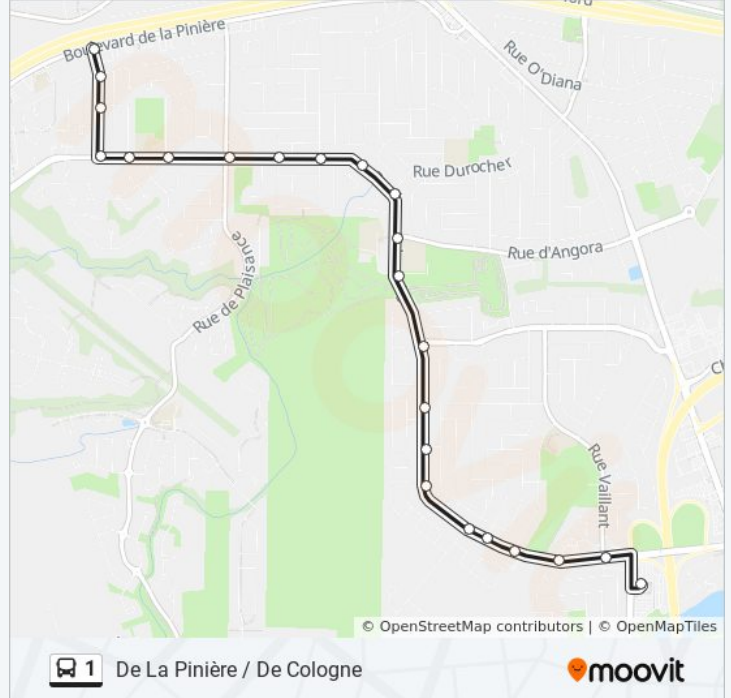 Boulevard de la Pinière
Rue O'Diana
Rue Durocher
Rue d'Angora
Rue de Plaisance
Rue Vaillant
© OpenStreetMap contributors | © OpenMapTiles
1 De La Pinière / De Cologne
moovit